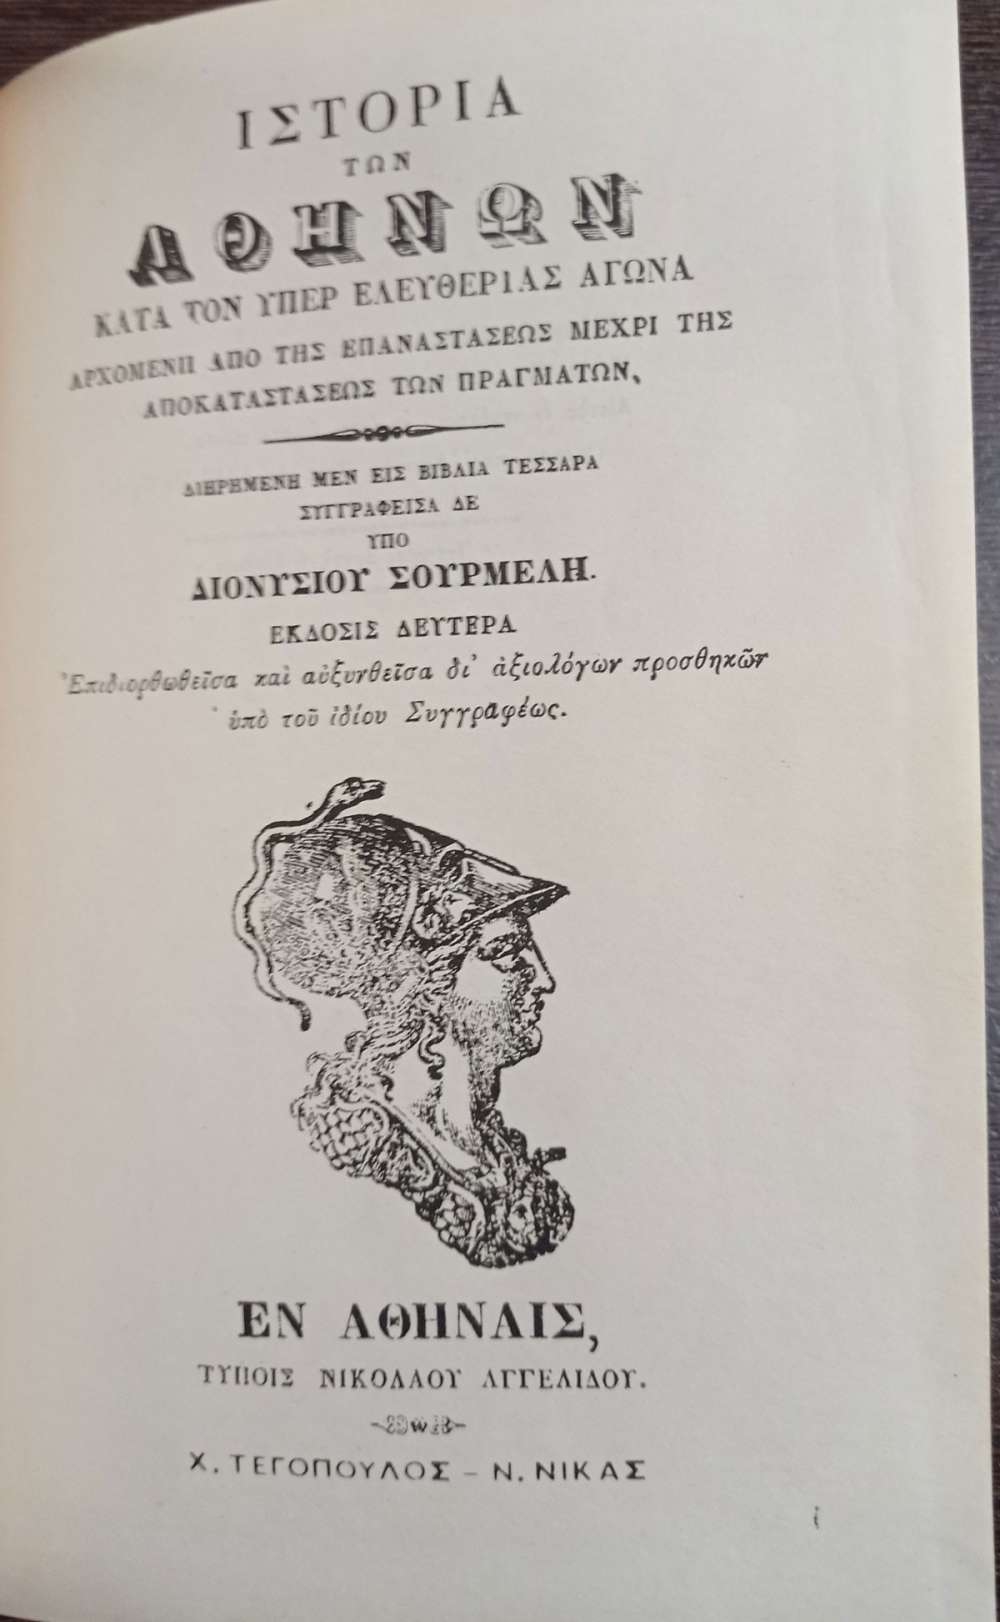 ΙΣΤΟΡΙΑ
ΤΩΝ
ΑΘΗΝΩΝ
ΚΑΤΑ ΤΟΝ ΥΠΕΡ ΕΛΕΥΘΕΡΙΑΣ ΑΓΩΝΑ
ΑΡΧΟΜΕΝΗ ΑΠΟ ΤΗΣ ΕΠΑΝΑΣΤΑΣΕΩΣ ΜΕΧΡΙ ΤΗΣ
ΑΠΟΚΑΤΑΣΤΑΣΕΩΣ ΤΩΝ ΠΡΑΓΜΑΤΩΝ,
ΔΙΗΡΗΜΕΝΗ ΜΕΝ ΕΙΣ ΒΙΒΛΙΑ ΤΕΣΣΑΡΑ
ΣΥΓΓΡΑΦΕΙΣΑ ΔΕ
ΥΠΟ
ΔΙΟΝΥΣΙΟΥ ΣΟΥΡΜΕΛΗ.
ΕΚΔΟΣΙΣ ΔΕΥΤΕΡΑ
Ἐπιδιορθωθεῖσα καὶ αὐξυνθεῖσα δι' ἀξιολόγων προσθηκῶν
ὑπὸ τοῦ ἰδίου Συγγραφέως.
ΕΝ ΑΘΗΝΑΙΣ,
ΤΥΠΟΙΣ ΝΙΚΟΛΑΟΥ ΑΓΓΕΛΙΔΟΥ.
Χ. ΤΕΓΟΠΟΥΛΟΣ – Ν. ΝΙΚΑΣ